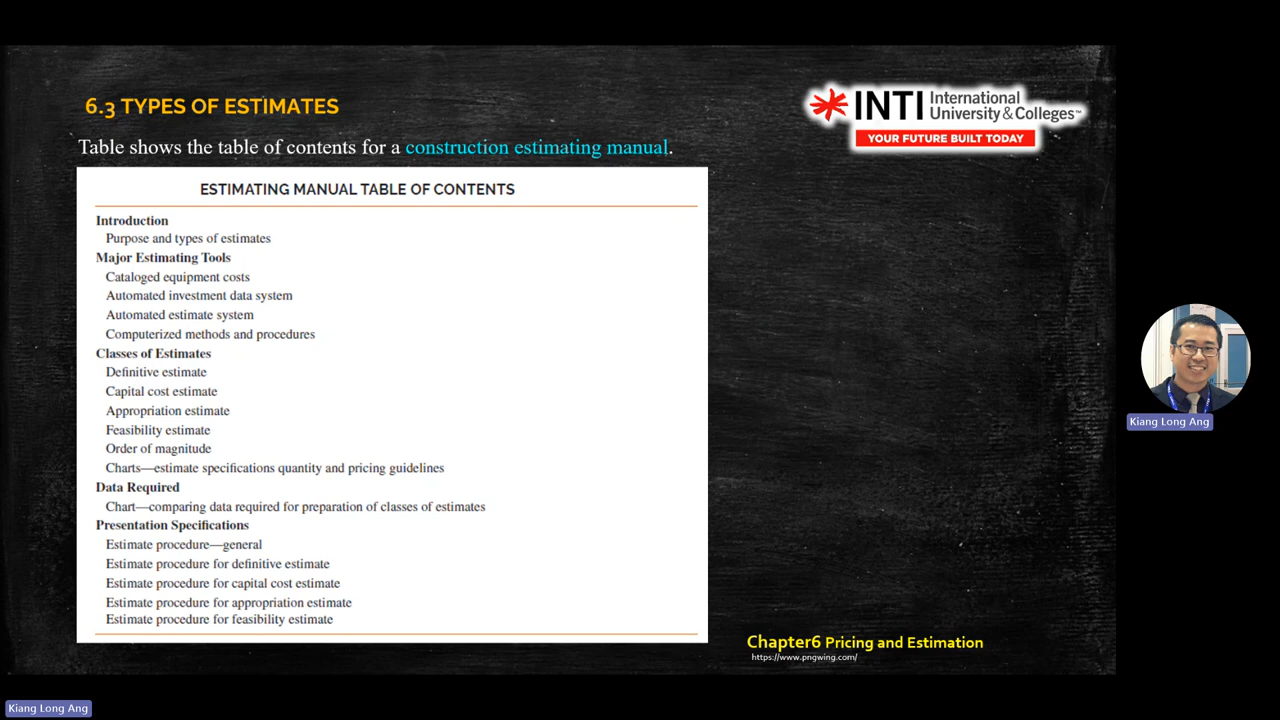 6.3 TYPES OF ESTIMATES
INTI International University & Colleges™
YOUR FUTURE BUILT TODAY
Table shows the table of contents for a construction estimating manual.
ESTIMATING MANUAL TABLE OF CONTENTS
Introduction
Purpose and types of estimates
Major Estimating Tools
Cataloged equipment costs
Automated investment data system
Automated estimate system
Computerized methods and procedures
Classes of Estimates
Definitive estimate
Capital cost estimate
Appropriation estimate
Feasibility estimate
Order of magnitude
Charts—estimate specifications quantity and pricing guidelines
Data Required
Chart—comparing data required for preparation of classes of estimates
Presentation Specifications
Estimate procedure—general
Estimate procedure for definitive estimate
Estimate procedure for capital cost estimate
Estimate procedure for appropriation estimate
Estimate procedure for feasibility estimate
Chapter6 Pricing and Estimation
https://www.pngwing.com/
Kiang Long Ang
Kiang Long Ang